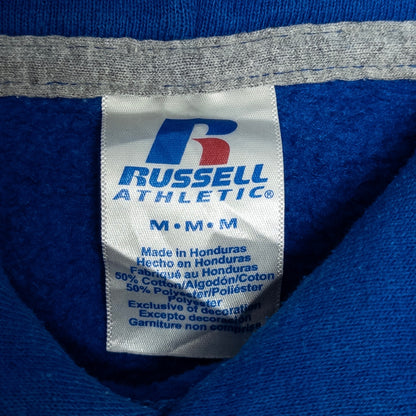 RUSSELL
ATHLETIC®
M•M•M
Made in Honduras
Hecho en Honduras
Fabriqué au Honduras
50% Cotton/Algodón/Coton
50% Polyester/Poliéster
Polyester
Exclusive of decoration
Excepto decoración
Garniture non comprise